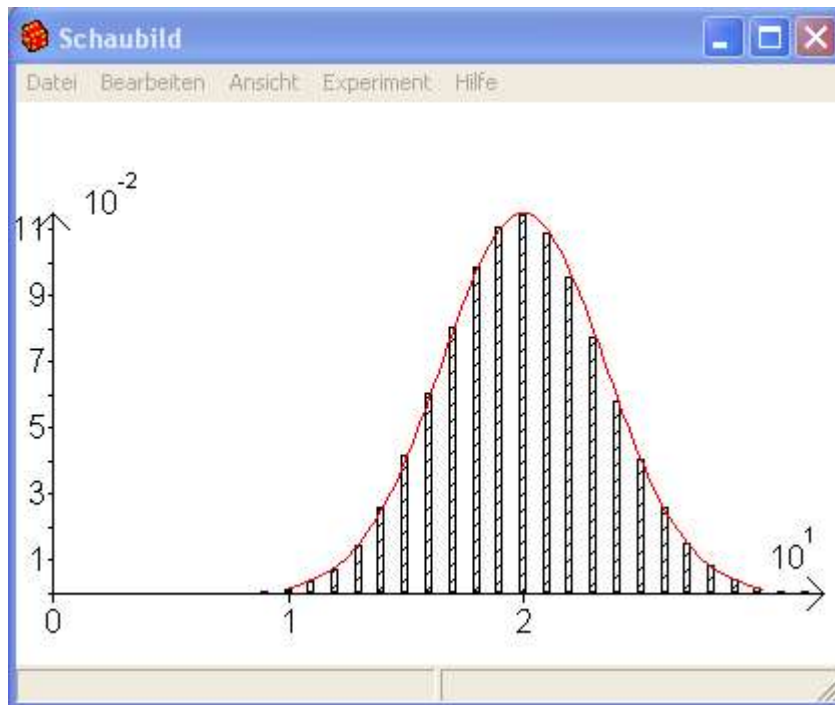 Schaubild
Datei Bearbeiten Ansicht Experiment Hilfe
10⁻²
11
9
7
5
3
1
10¹
0 1 2